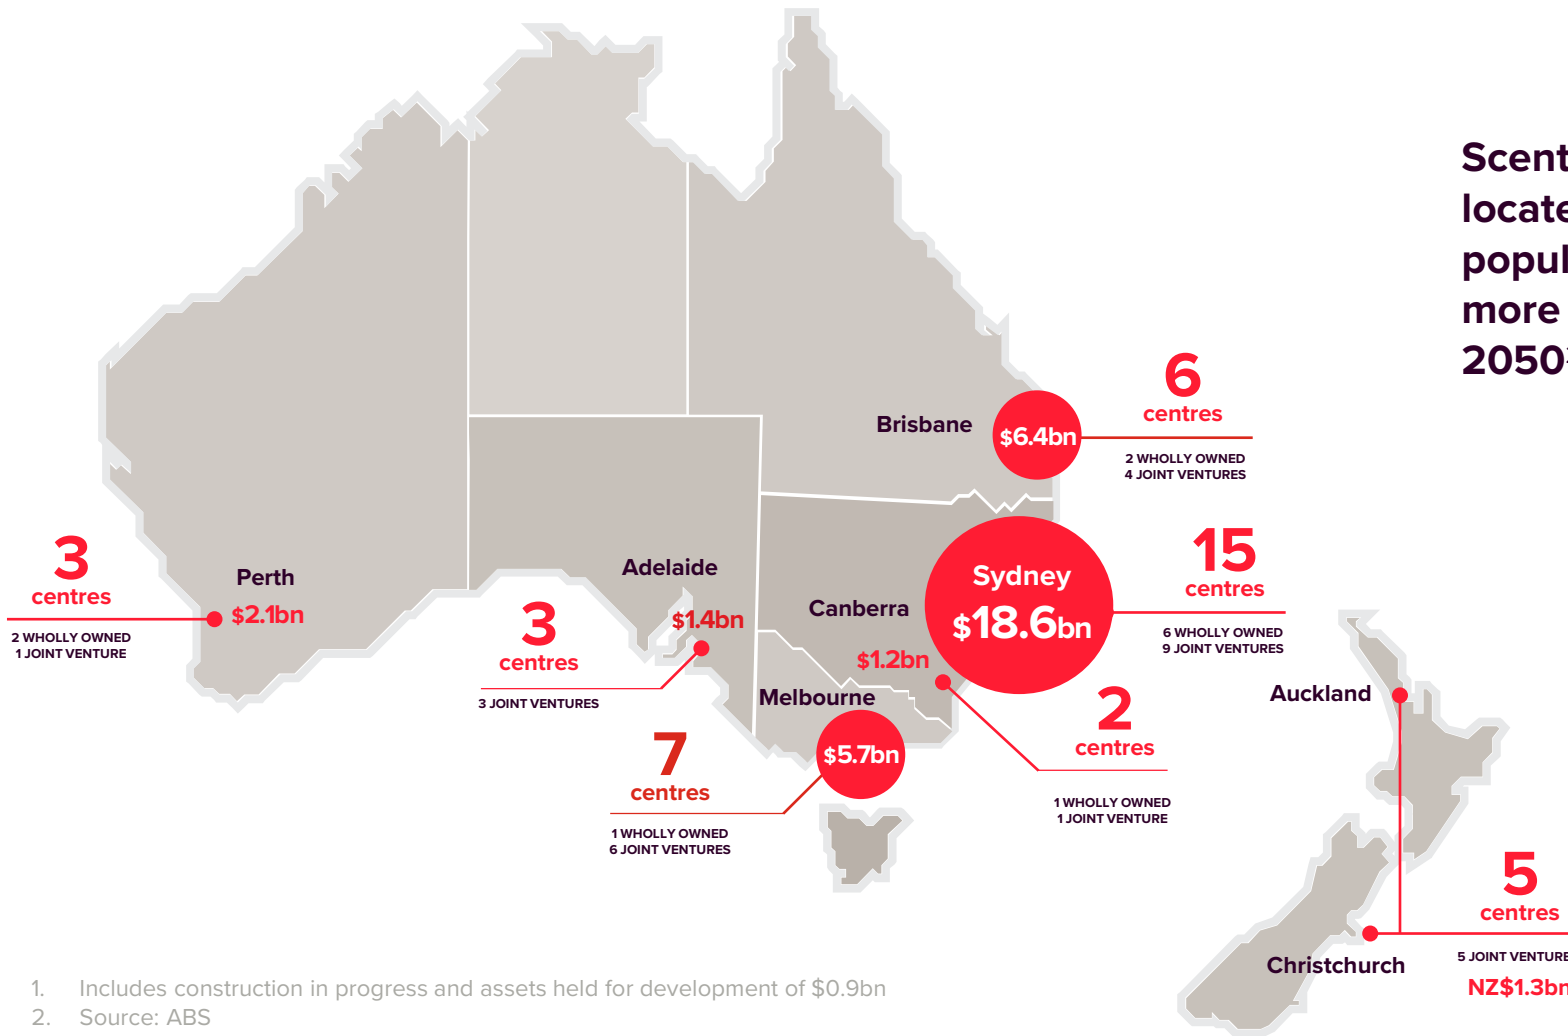 Scent
locate
popul
more
2050
6
centres
Brisbane
$6.4bn
2 WHOLLY OWNED
4 JOINT VENTURES
15
centres
Sydney
$18.6bn
6 WHOLLY OWNED
9 JOINT VENTURES
3
centres
Perth
$2.1bn
2 WHOLLY OWNED
1 JOINT VENTURE
Adelaide
$1.4bn
3
centres
3 JOINT VENTURES
Canberra
$1.2bn
2
centres
1 WHOLLY OWNED
1 JOINT VENTURE
Melbourne
$5.7bn
7
centres
1 WHOLLY OWNED
6 JOINT VENTURES
Auckland
Christchurch
5
centres
5 JOINT VENTURE
NZ$1.3bn
1. Includes construction in progress and assets held for development of $0.9bn
2. Source: ABS